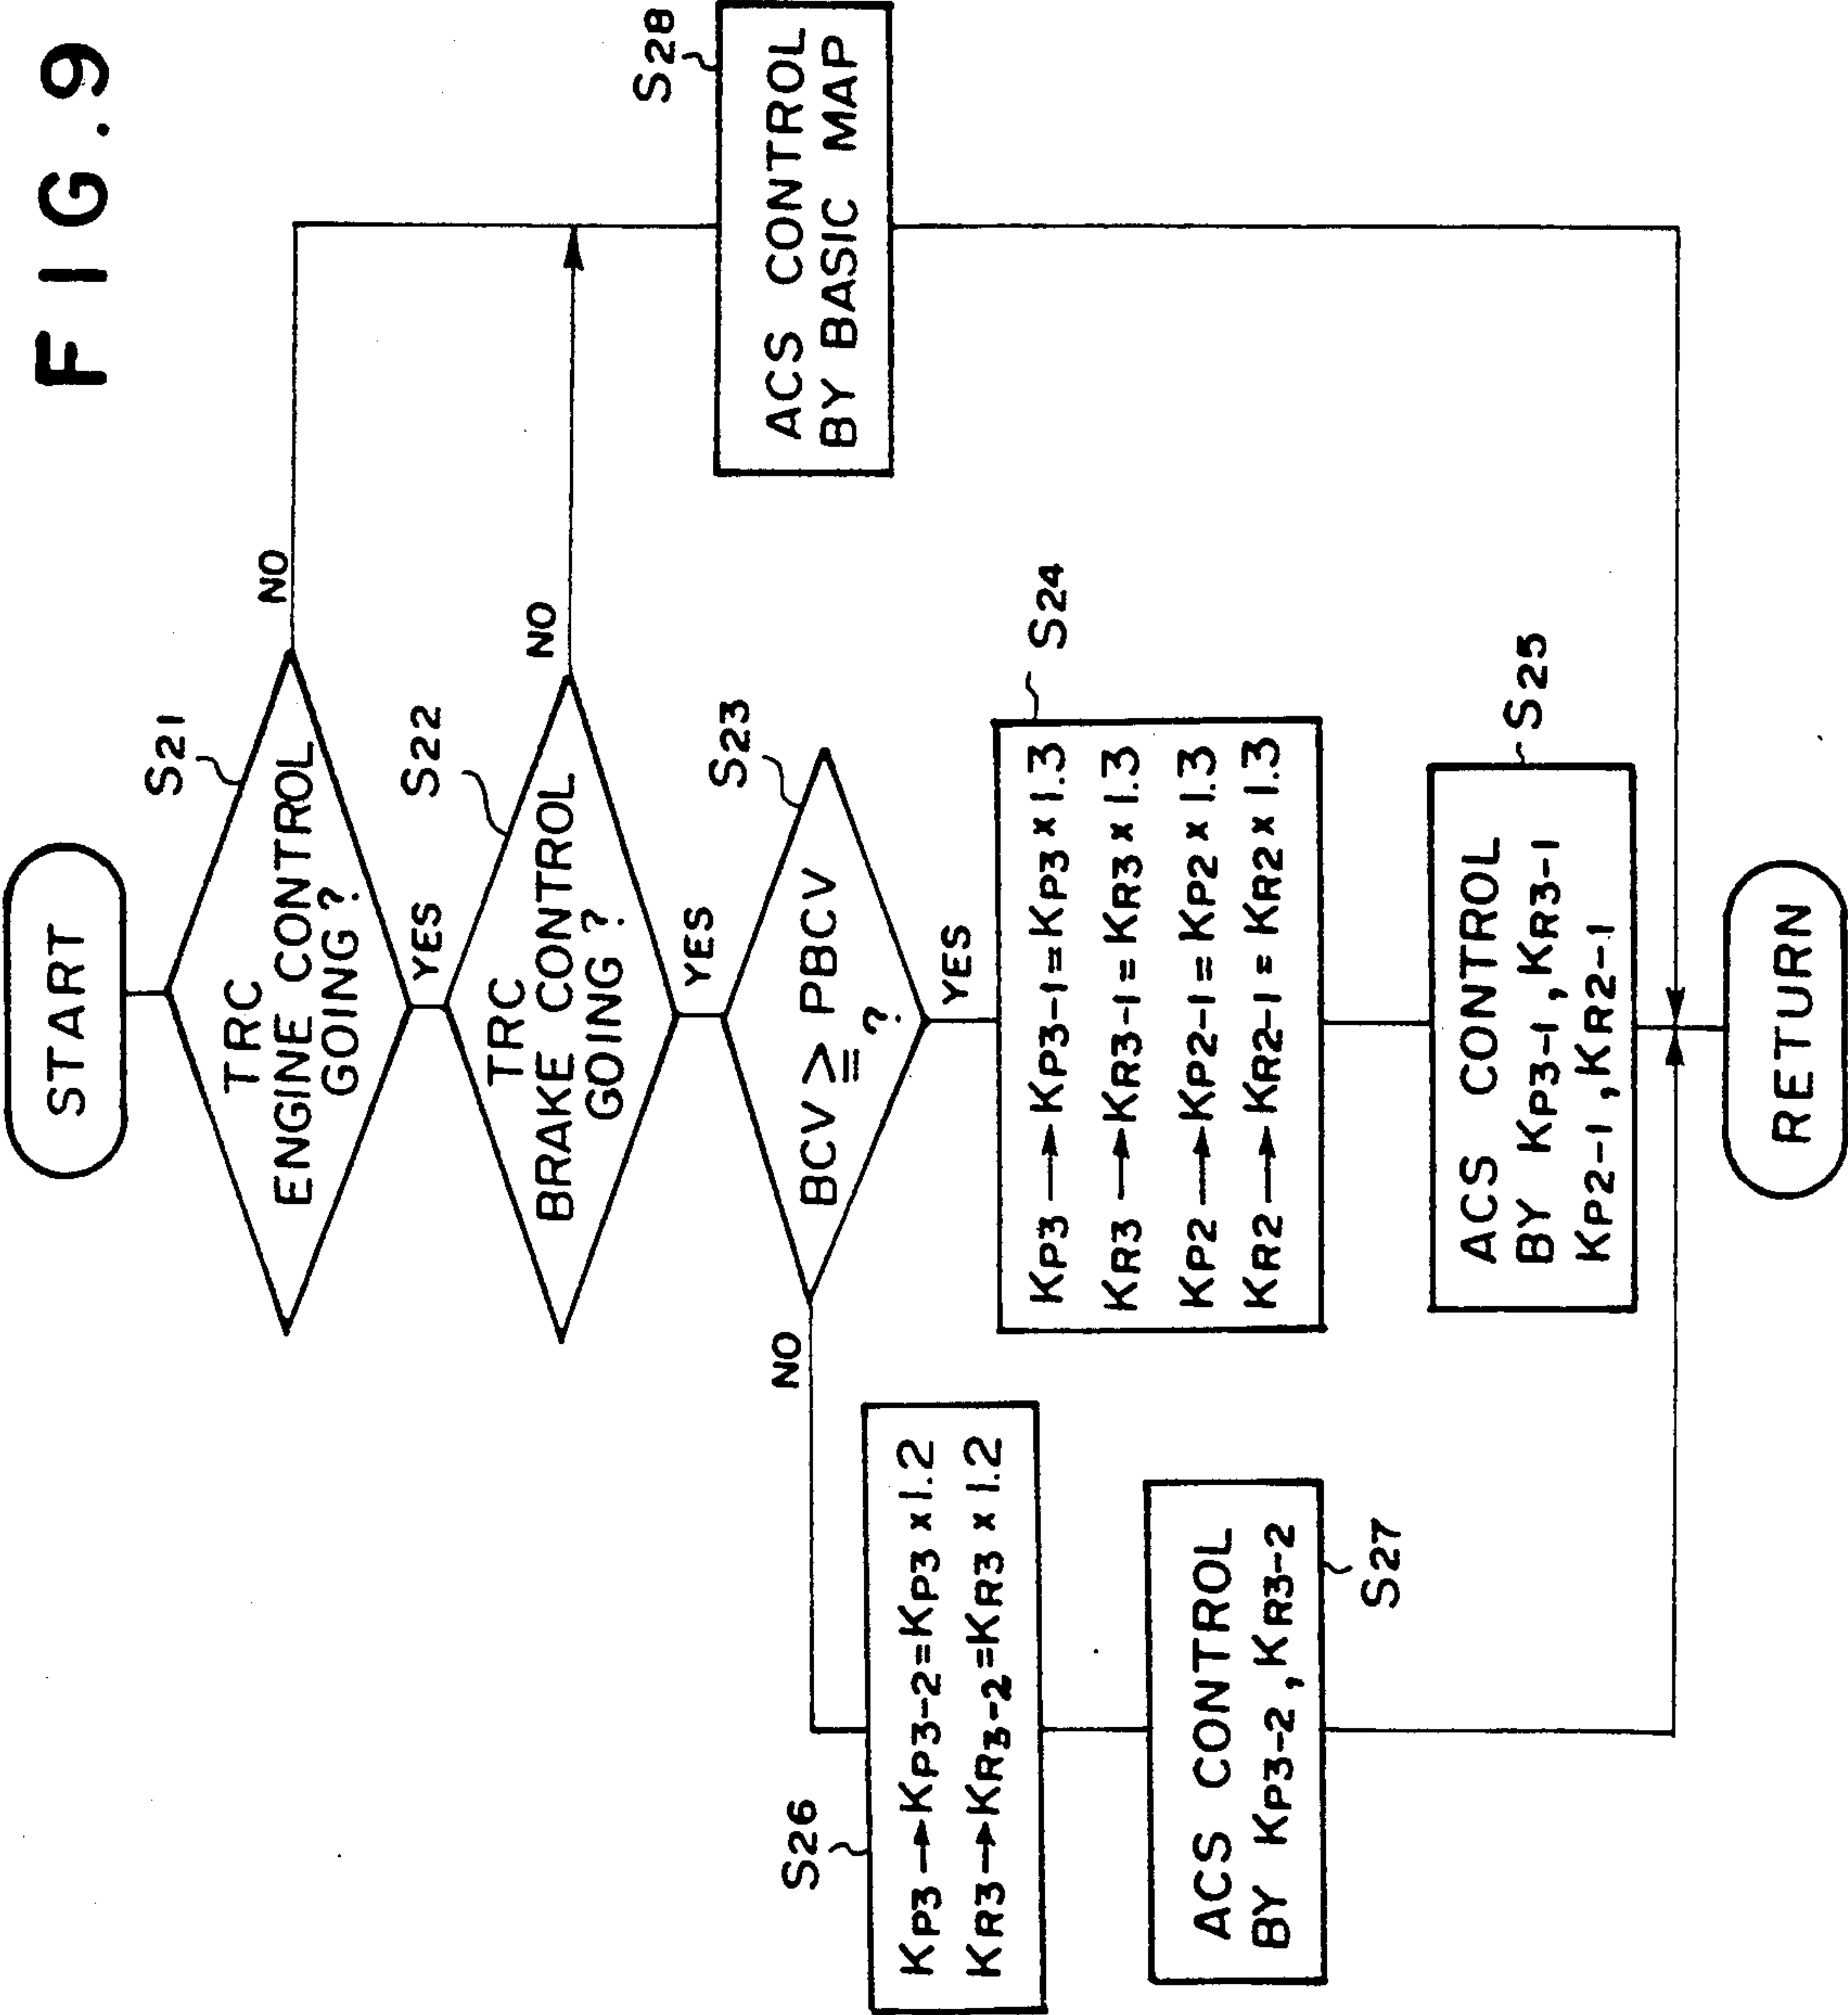 FIG.9
START
S21
TRC
ENGINE CONTROL
GOING?
NO
YES
S22
TRC
BRAKE CONTROL
GOING?
NO
YES
S23
BCV ≧ PBCV
?
NO
YES
S24
KP3→KP3-1=KP3×1.3
KR3→KR3-1=KR3×1.3
KP2→KP2-1=KP2×1.3
KR2→KR2-1=KR2×1.3
S25
ACS CONTROL
BY KP3-1,KR3-1
KP2-1,KR2-1
S26
KP3→KP3-2=KP3×1.2
KR3→KR3-2=KR3×1.2
ACS CONTROL
BY KP3-2,KR3-2
S27
S28
ACS CONTROL
BY BASIC MAP
RETURN